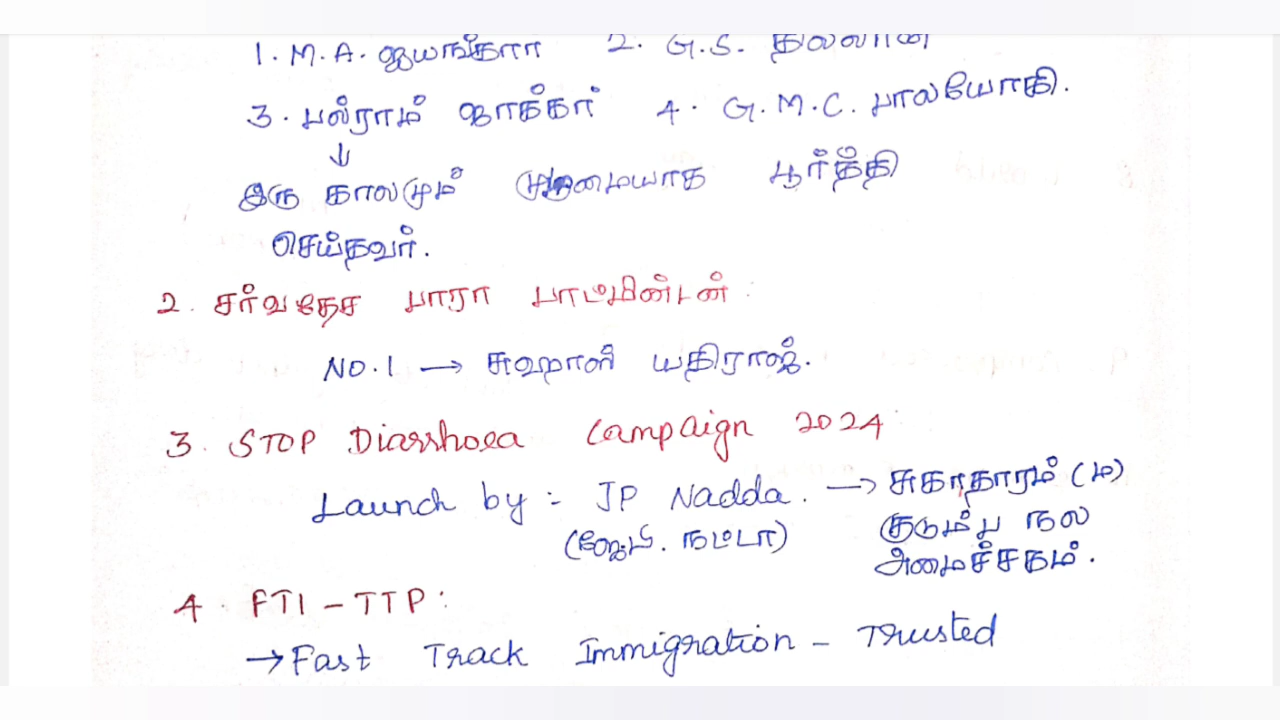 1. M. A. ஐயங்கார 2. G.S. தில்லான்
3. பல்ராம் ஜாக்கர் 4. G.M.C. பாலயோகி.
↓
இரு காலமும் முழுமையாக பூர்த்தி
செய்தவர்.
2. சர்வதேச பாரா பாட்மிண்டன் :
NO.1 → சுஹாஸ் யதிராஜ்.
3. STOP Diarrhoea Campaign 2024:
Launch by :- JP Nadda. → சுகாதாரம் (ம)
(ஜே.பி. நட்டா) குடும்ப நல
அமைச்சகம்.
4. FTI - TTP:
→ Fast Track Immigration - Trusted